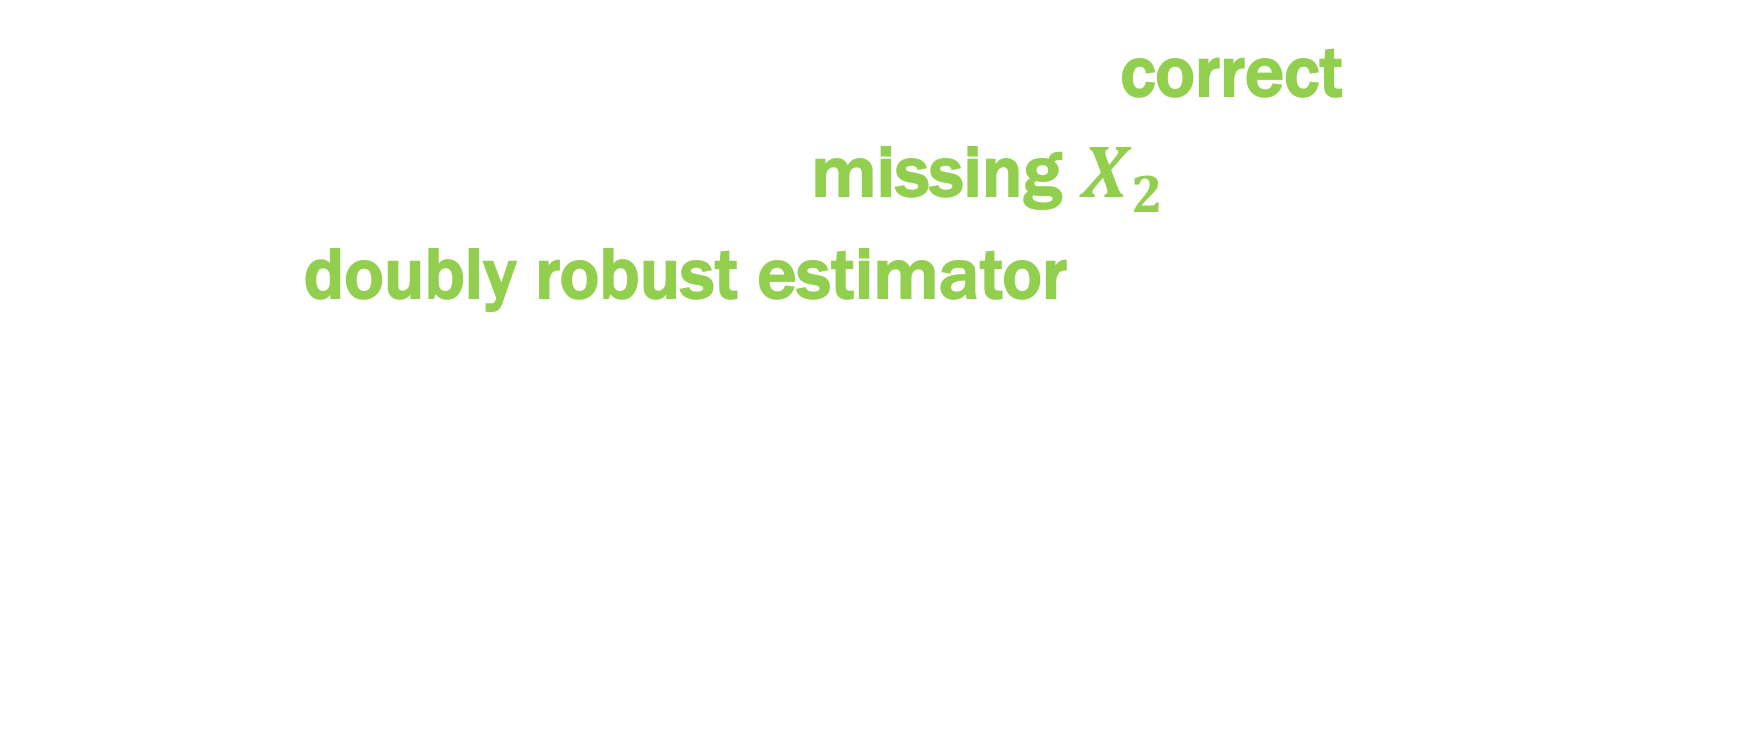 correct
missing X₂
doubly robust estimator